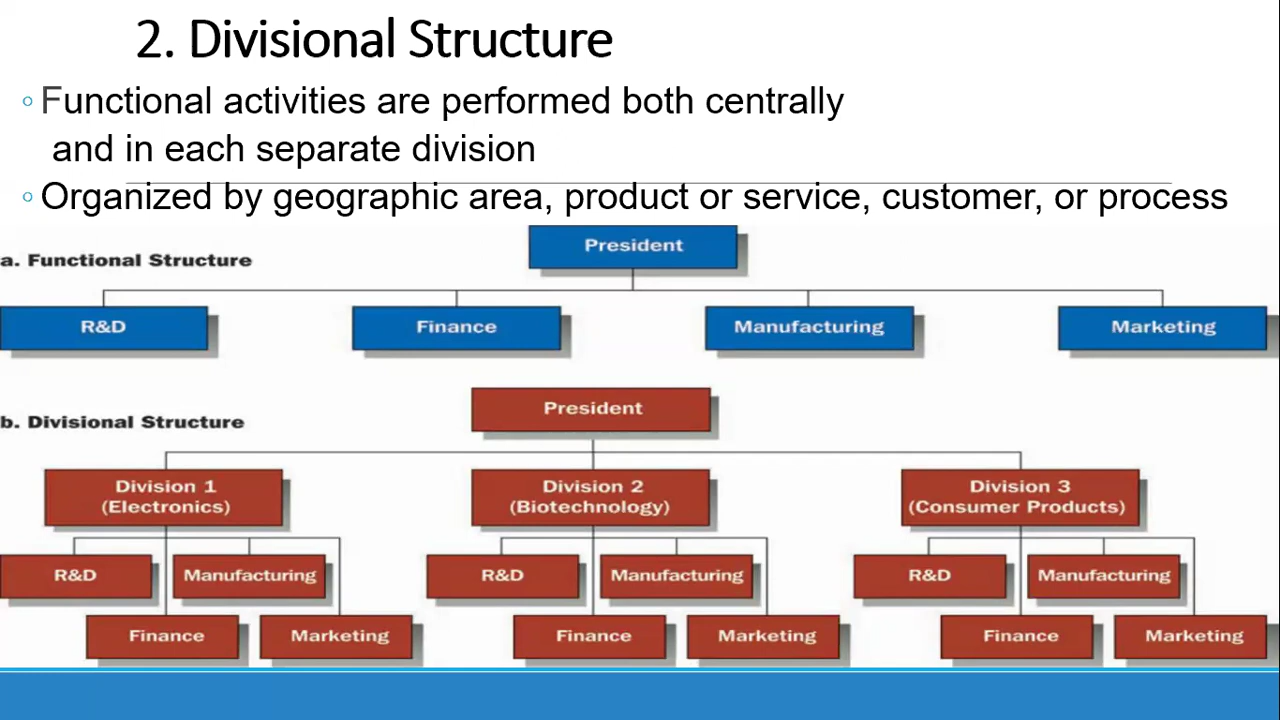 2. Divisional Structure
◦ Functional activities are performed both centrally
and in each separate division
◦ Organized by geographic area, product or service, customer, or process
a. Functional Structure
President
R&D Finance Manufacturing Marketing
b. Divisional Structure
President
Division 1 Division 2 Division 3
(Electronics) (Biotechnology) (Consumer Products)
R&D Manufacturing R&D Manufacturing R&D Manufacturing
Finance Marketing Finance Marketing Finance Marketing